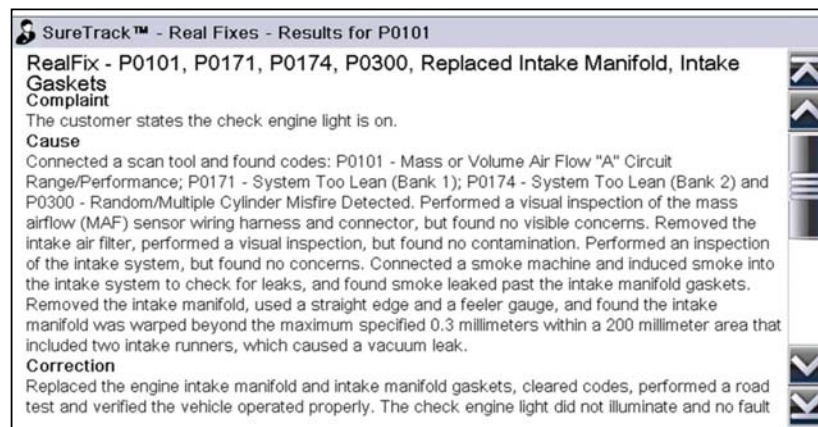 SureTrack™ - Real Fixes - Results for P0101
RealFix - P0101, P0171, P0174, P0300, Replaced Intake Manifold, Intake
Gaskets
Complaint
The customer states the check engine light is on.
Cause
Connected a scan tool and found codes: P0101 - Mass or Volume Air Flow "A" Circuit
Range/Performance; P0171 - System Too Lean (Bank 1); P0174 - System Too Lean (Bank 2) and
P0300 - Random/Multiple Cylinder Misfire Detected. Performed a visual inspection of the mass
airflow (MAF) sensor wiring harness and connector, but found no visible concerns. Removed the
intake air filter, performed a visual inspection, but found no contamination. Performed an inspection
of the intake system, but found no concerns. Connected a smoke machine and induced smoke into
the intake system to check for leaks, and found smoke leaked past the intake manifold gaskets.
Removed the intake manifold, used a straight edge and a feeler gauge, and found the intake
manifold was warped beyond the maximum specified 0.3 millimeters within a 200 millimeter area that
included two intake runners, which caused a vacuum leak.
Correction
Replaced the engine intake manifold and intake manifold gaskets, cleared codes, performed a road
test and verified the vehicle operated properly. The check engine light did not illuminate and no fault